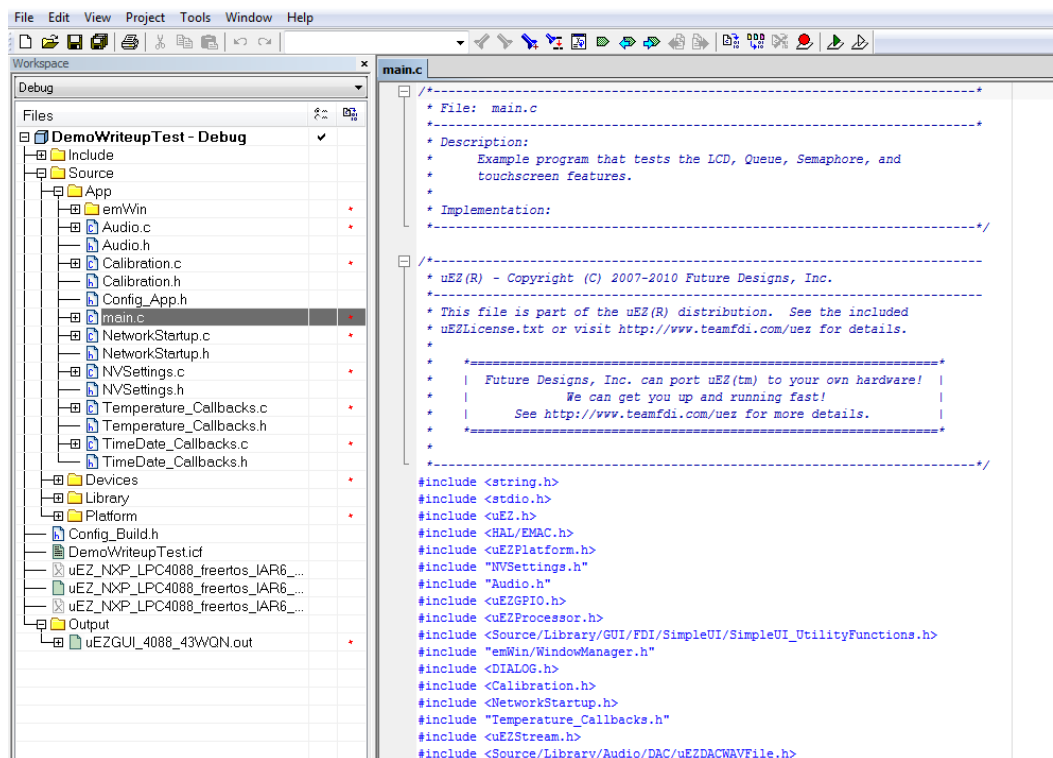 File Edit View Project Tools Window Help
Workspace
Debug
Files
DemoWriteupTest - Debug
Include
Source
App
emWin
Audio.c
Audio.h
Calibration.c
Calibration.h
Config_App.h
main.c
NetworkStartup.c
NetworkStartup.h
NVSettings.c
NVSettings.h
Temperature_Callbacks.c
Temperature_Callbacks.h
TimeDate_Callbacks.c
TimeDate_Callbacks.h
Devices
Library
Platform
Config_Build.h
DemoWriteupTest.icf
uEZ_NXP_LPC4088_freertos_IAR6_...
uEZ_NXP_LPC4088_freertos_IAR6_...
uEZ_NXP_LPC4088_freertos_IAR6_...
Output
uEZGUI_4088_43WQN.out
main.c
/*-------------------------------------------------------------------------*
* File: main.c
*-------------------------------------------------------------------------*
* Description:
* Example program that tests the LCD, Queue, Semaphore, and
* touchscreen features.
*
* Implementation:
*-------------------------------------------------------------------------*/
/*--------------------------------------------------------------------------
* uEZ(R) - Copyright (C) 2007-2010 Future Designs, Inc.
*--------------------------------------------------------------------------
* This file is part of the uEZ(R) distribution. See the included
* uEZLicense.txt or visit http://www.teamfdi.com/uez for details.
*
* *===============================================================*
* | Future Designs, Inc. can port uEZ(tm) to your own hardware! |
* | We can get you up and running fast! |
* | See http://www.teamfdi.com/uez for more details. |
* *===============================================================*
*
*-------------------------------------------------------------------------*/
#include <string.h>
#include <stdio.h>
#include <uEZ.h>
#include <HAL/EMAC.h>
#include <uEZPlatform.h>
#include "NVSettings.h"
#include "Audio.h"
#include <uEZGPIO.h>
#include <uEZProcessor.h>
#include <Source/Library/GUI/FDI/SimpleUI/SimpleUI_UtilityFunctions.h>
#include "emWin/WindowManager.h"
#include <DIALOG.h>
#include <Calibration.h>
#include <NetworkStartup.h>
#include "Temperature_Callbacks.h"
#include <uEZStream.h>
#include <Source/Library/Audio/DAC/uEZDACWAVFile.h>